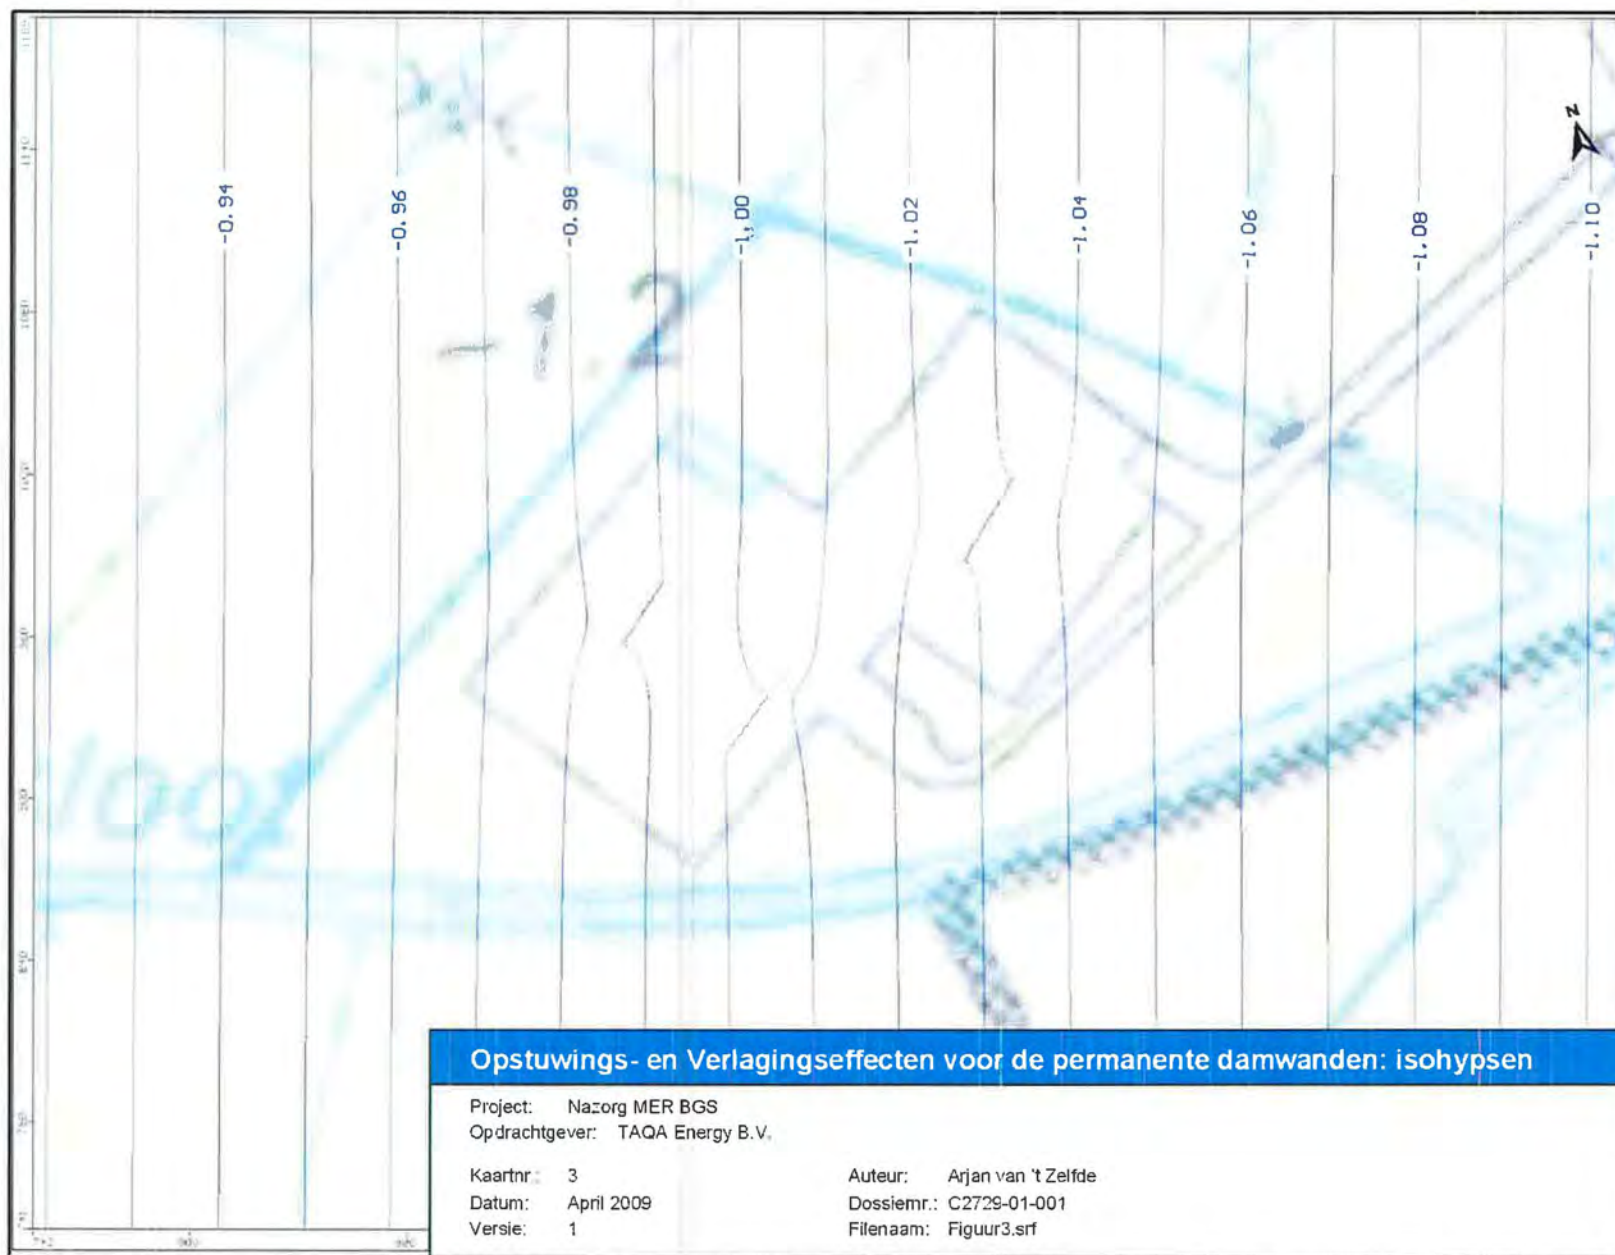 -0.94
-0.96
-0.98
-1.00
-1.02
-1.04
-1.06
-1.08
-1.10
z
- 1.2
Opstuwings- en Verlagingseffecten voor de permanente damwanden: isohypsen
Project: Nazorg MER BGS
Opdrachtgever: TAQA Energy B.V.
Kaartnr.: 3 Auteur: Arjan van 't Zelfde
Datum: April 2009 Dossiernr.: C2729-01-001
Versie: 1 Filenaam: Figuur3.srf